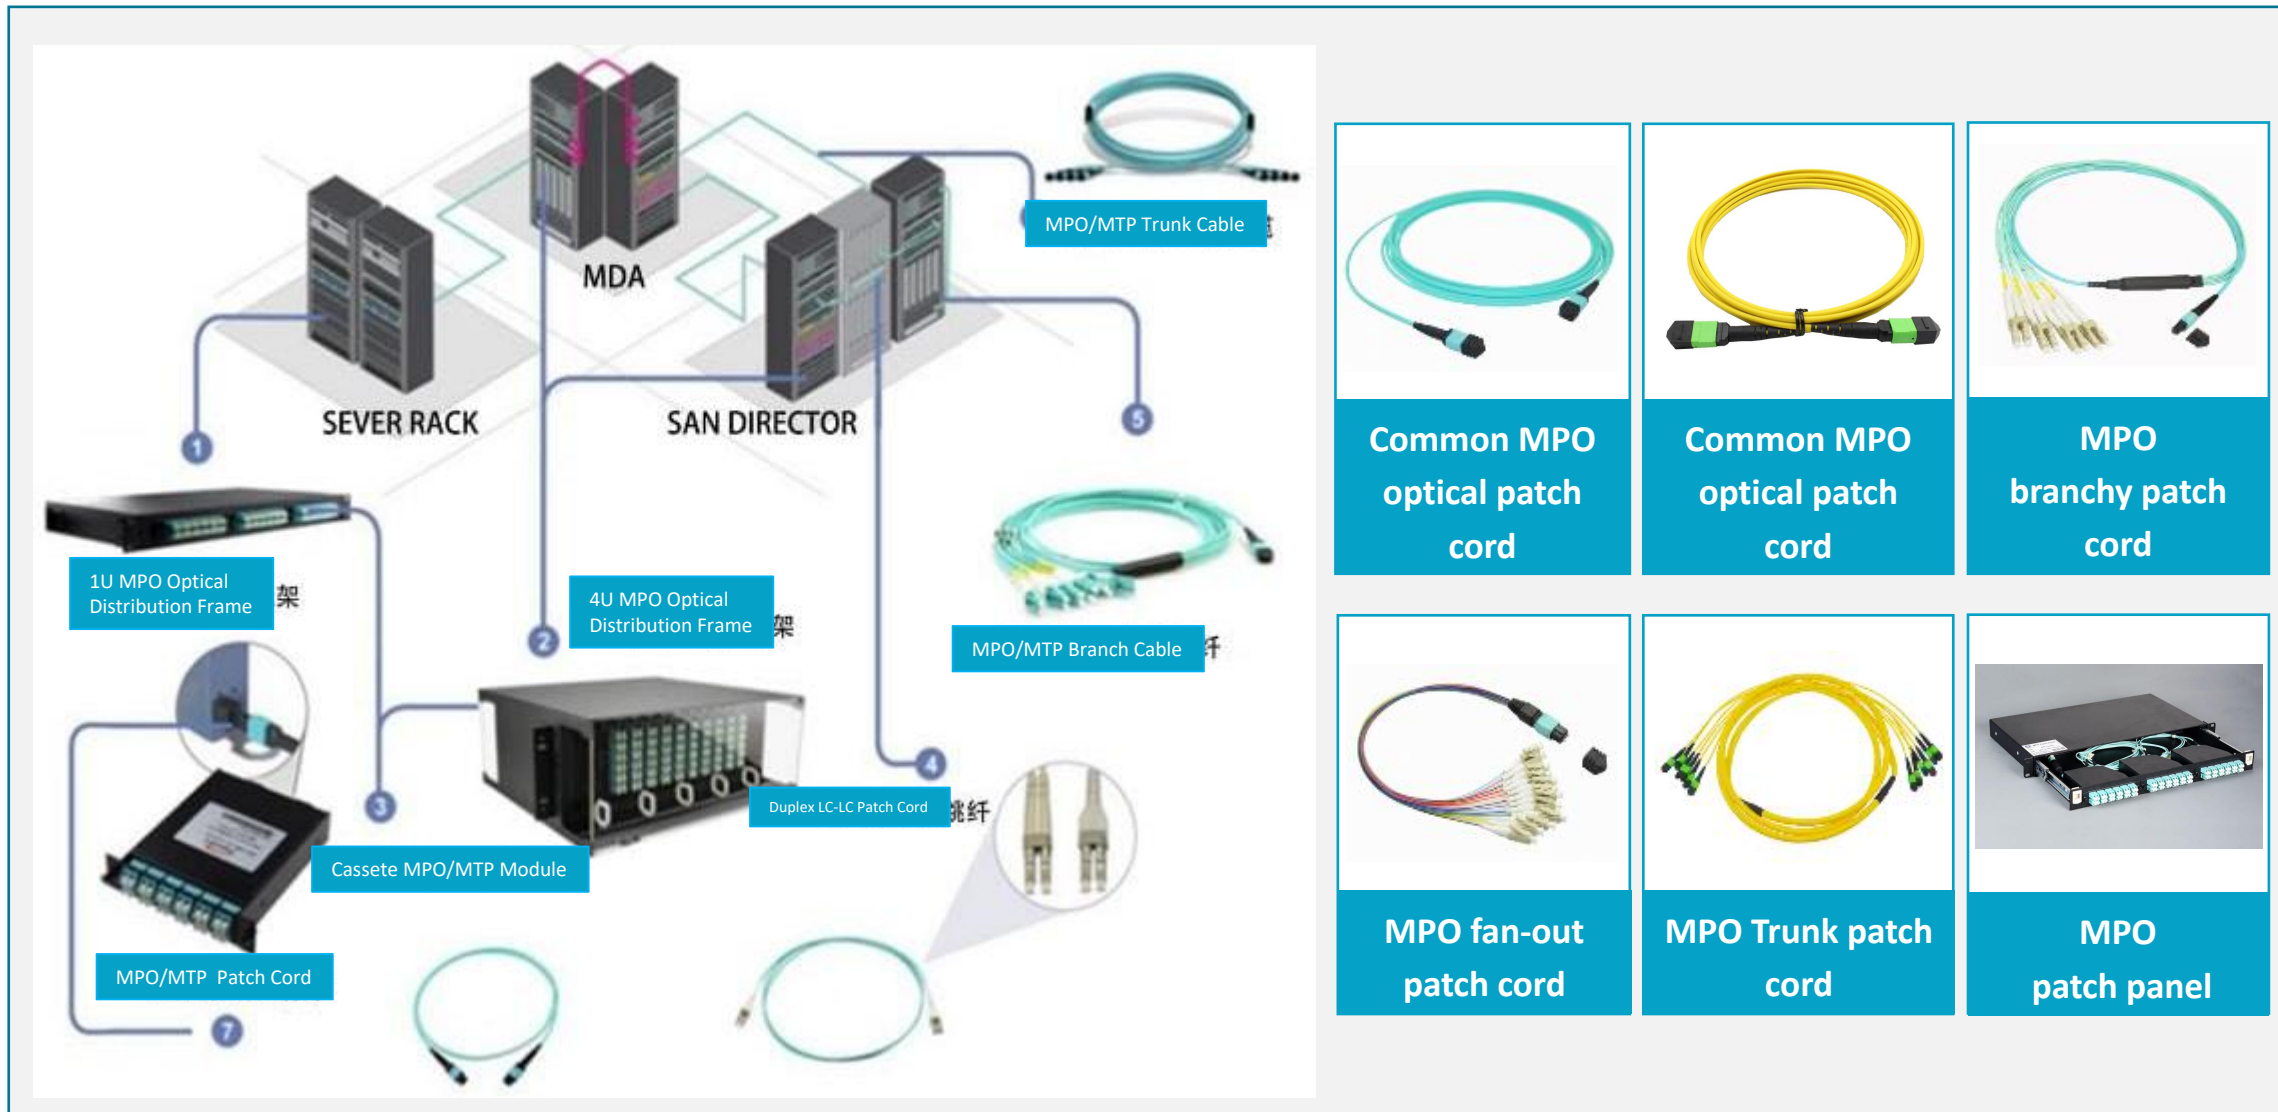 MDA
SEVER RACK
SAN DIRECTOR
MPO/MTP Trunk Cable
1
5
1U MPO Optical
Distribution Frame
架
2
4U MPO Optical
Distribution Frame
架
MPO/MTP Branch Cable
纤
3
4
Duplex LC-LC Patch Cord
跳纤
Cassete MPO/MTP Module
MPO/MTP Patch Cord
7
Common MPO
optical patch
cord
Common MPO
optical patch
cord
MPO
branchy patch
cord
MPO fan-out
patch cord
MPO Trunk patch
cord
MPO
patch panel